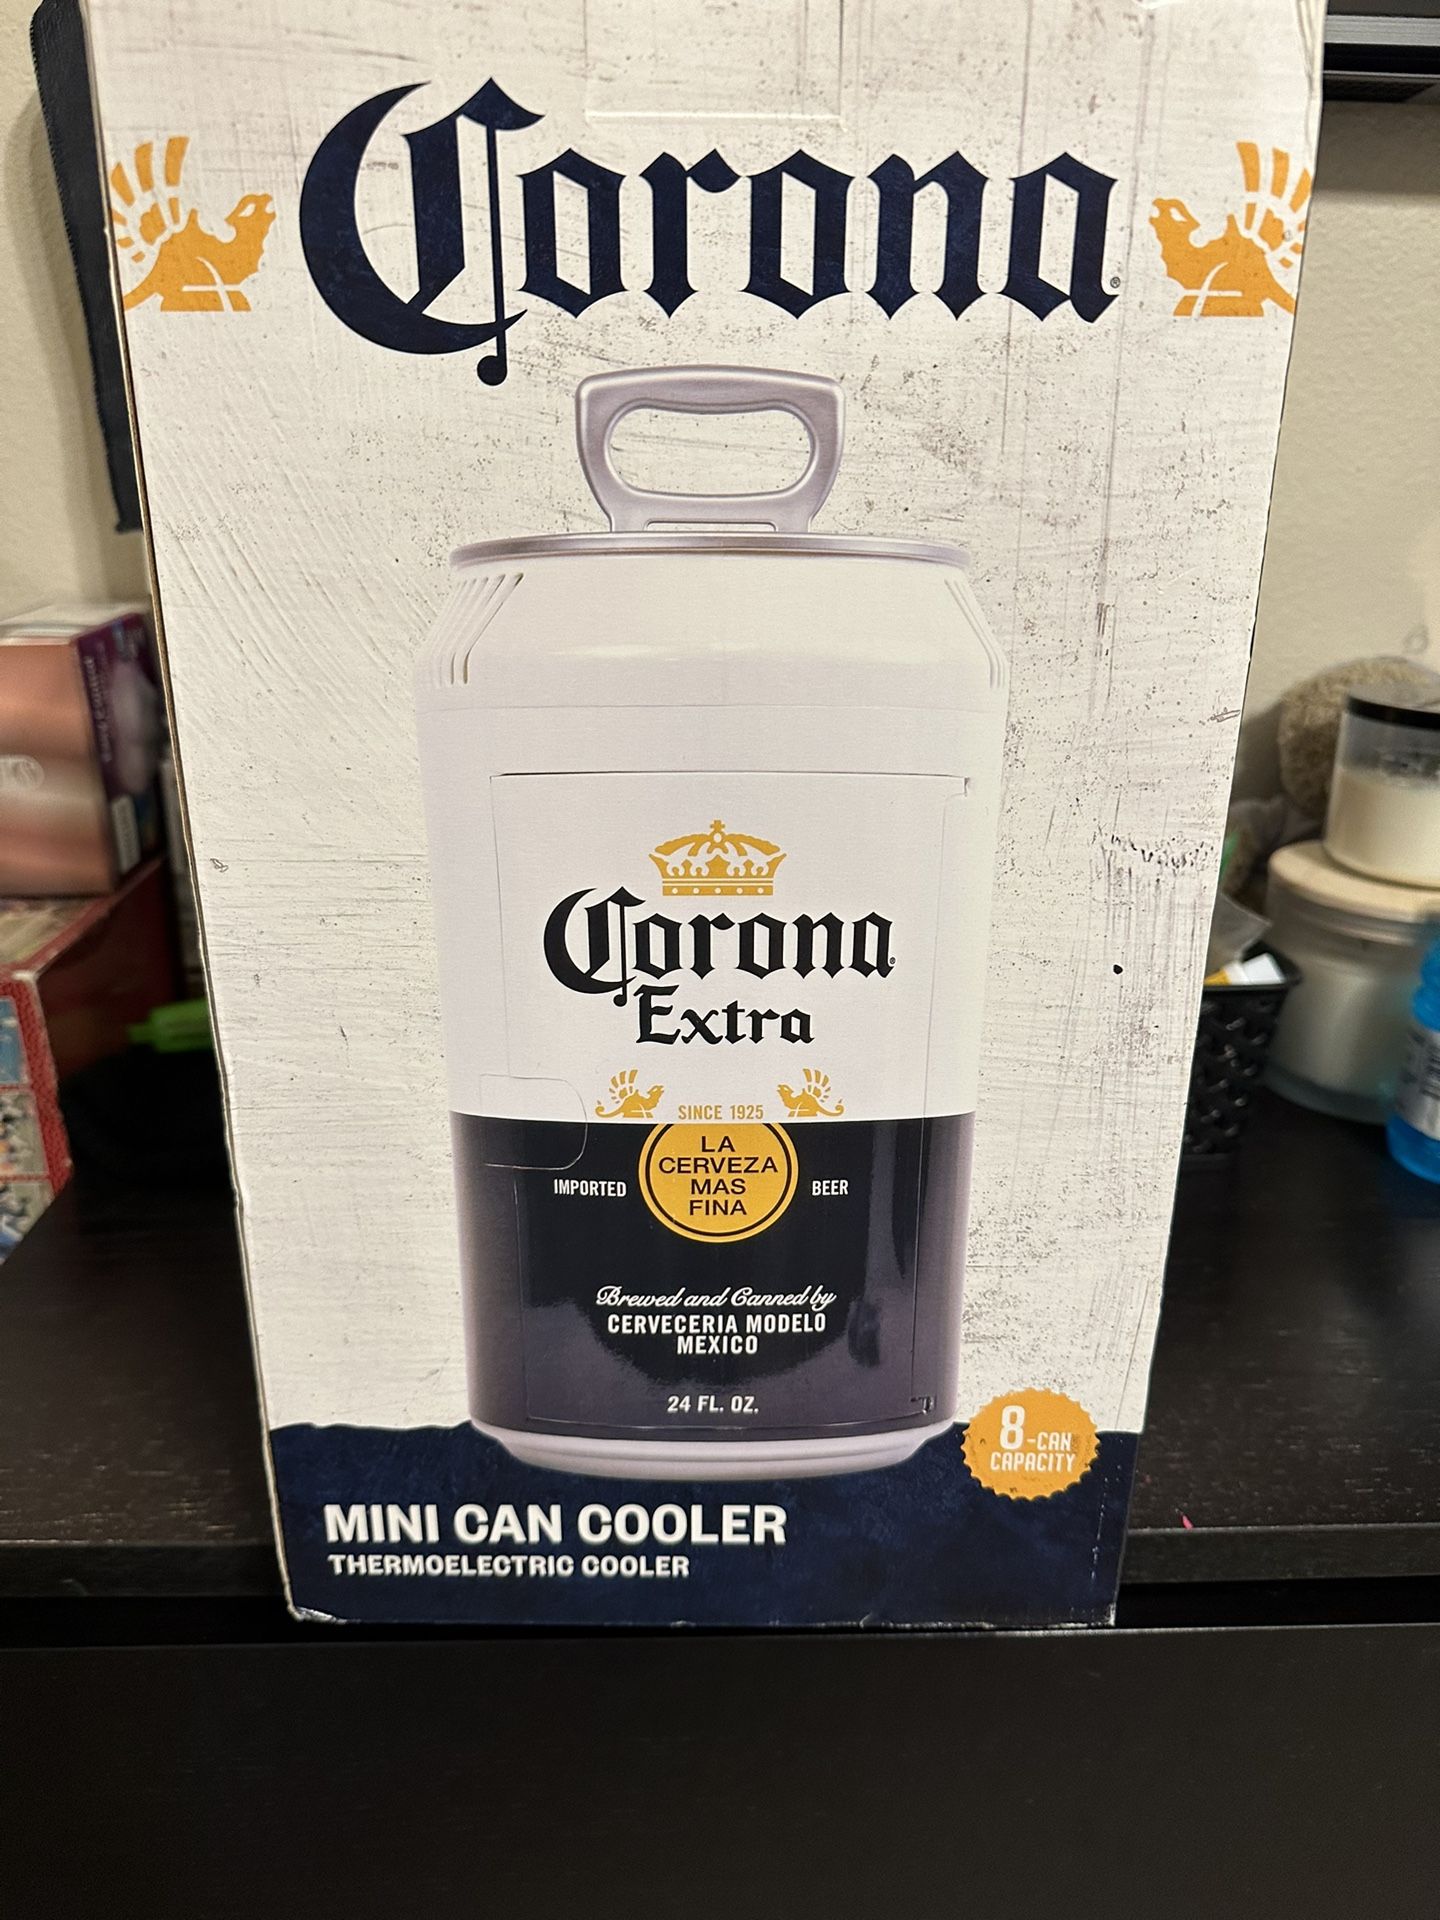 Corona®
Corona®
Extra
SINCE 1925
LA
CERVEZA
MAS
FINA
IMPORTED
BEER
Brewed and Canned by
CERVECERIA MODELO
MEXICO
24 FL. OZ.
8-CAN
CAPACITY
MINI CAN COOLER
THERMOELECTRIC COOLER